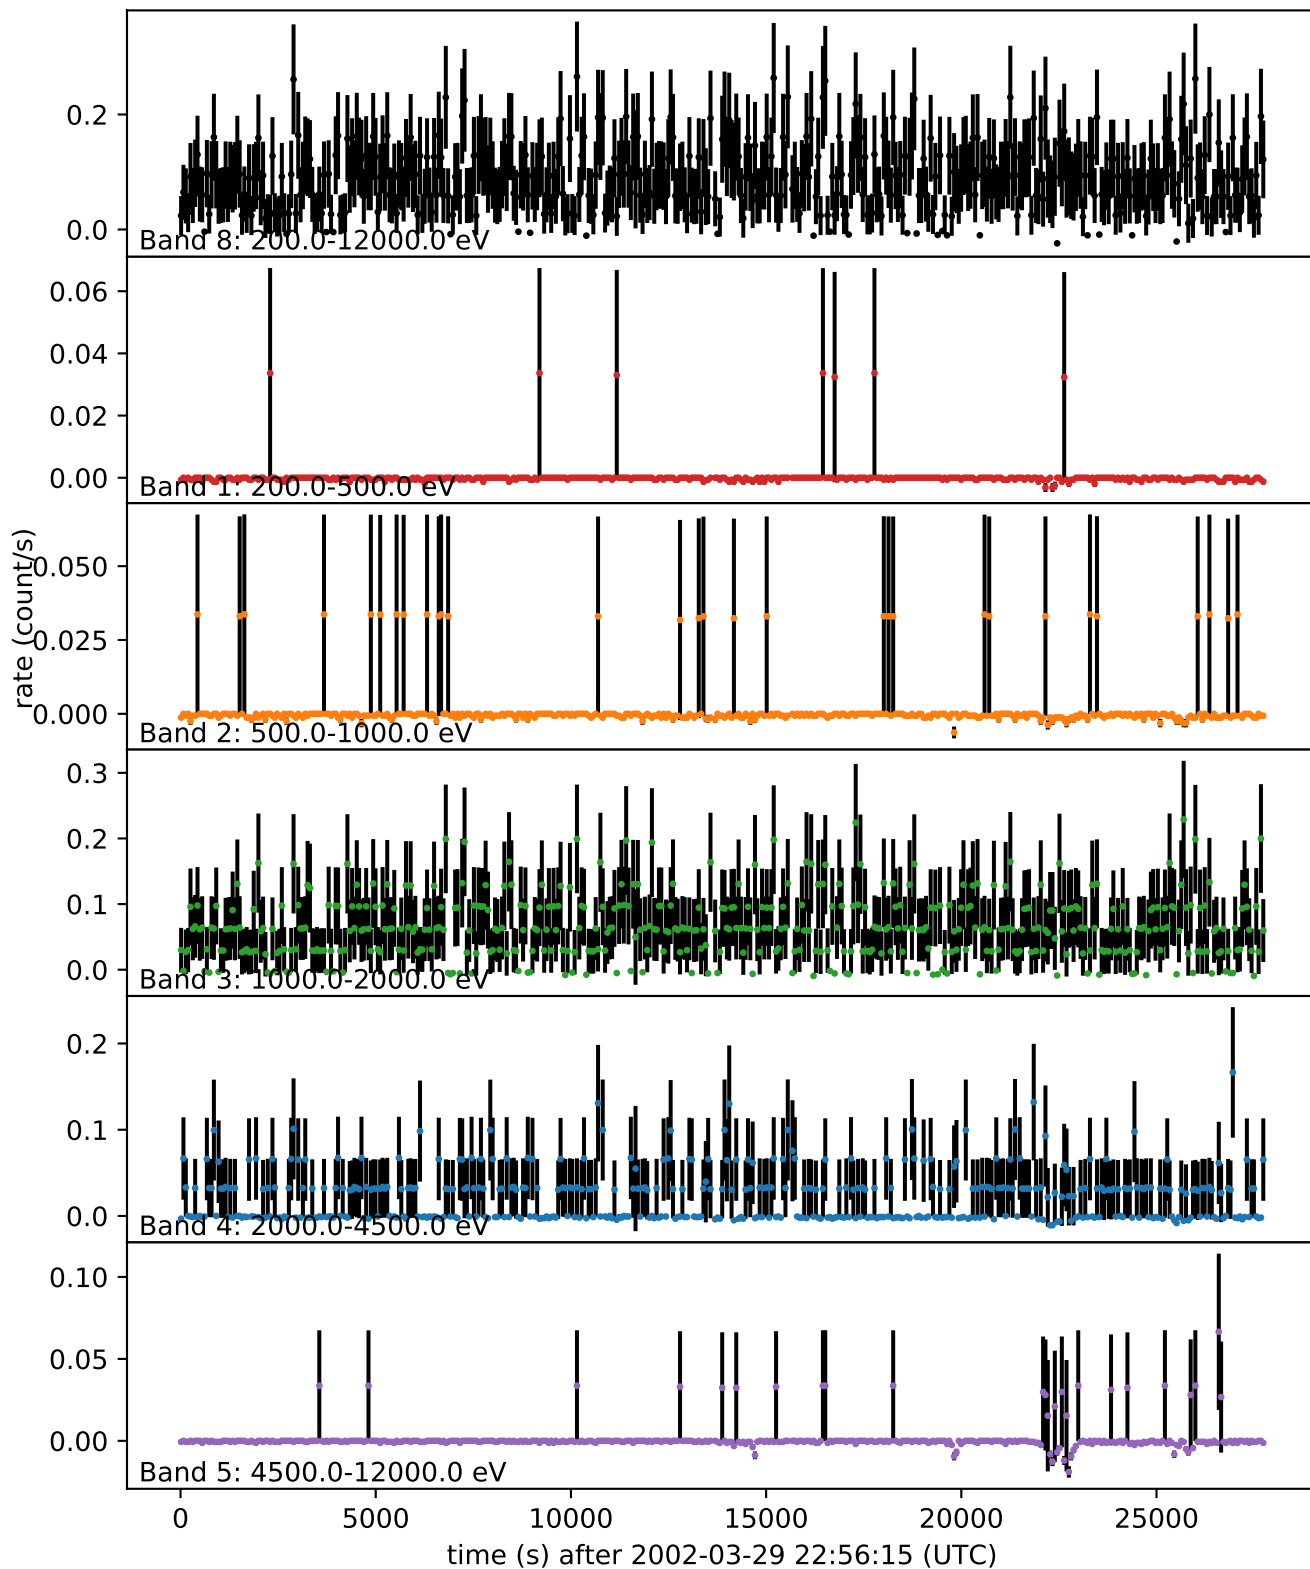 0.2
0.0
Band 8: 200.0-12000.0 eV
0.06
0.04
0.02
0.00
Band 1: 200.0-500.0 eV
rate (count/s)
0.050
0.025
0.000
Band 2: 500.0-1000.0 eV
0.3
0.2
0.1
0.0
Band 3: 1000.0-2000.0 eV
0.2
0.1
0.0
Band 4: 2000.0-4500.0 eV
0.10
0.05
0.00
Band 5: 4500.0-12000.0 eV
0 5000 10000 15000 20000 25000
time (s) after 2002-03-29 22:56:15 (UTC)